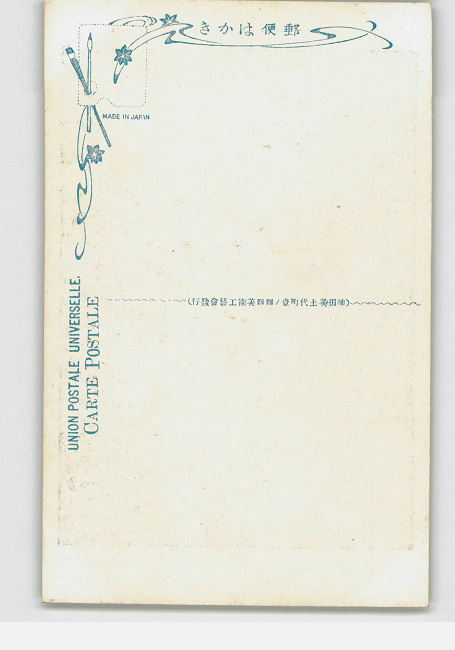 郵便はかき
MADE IN JAPAN
(神田美土代町壹ノ四四美術工藝會發行)
UNION POSTALE UNIVERSELLE.
CARTE POSTALE